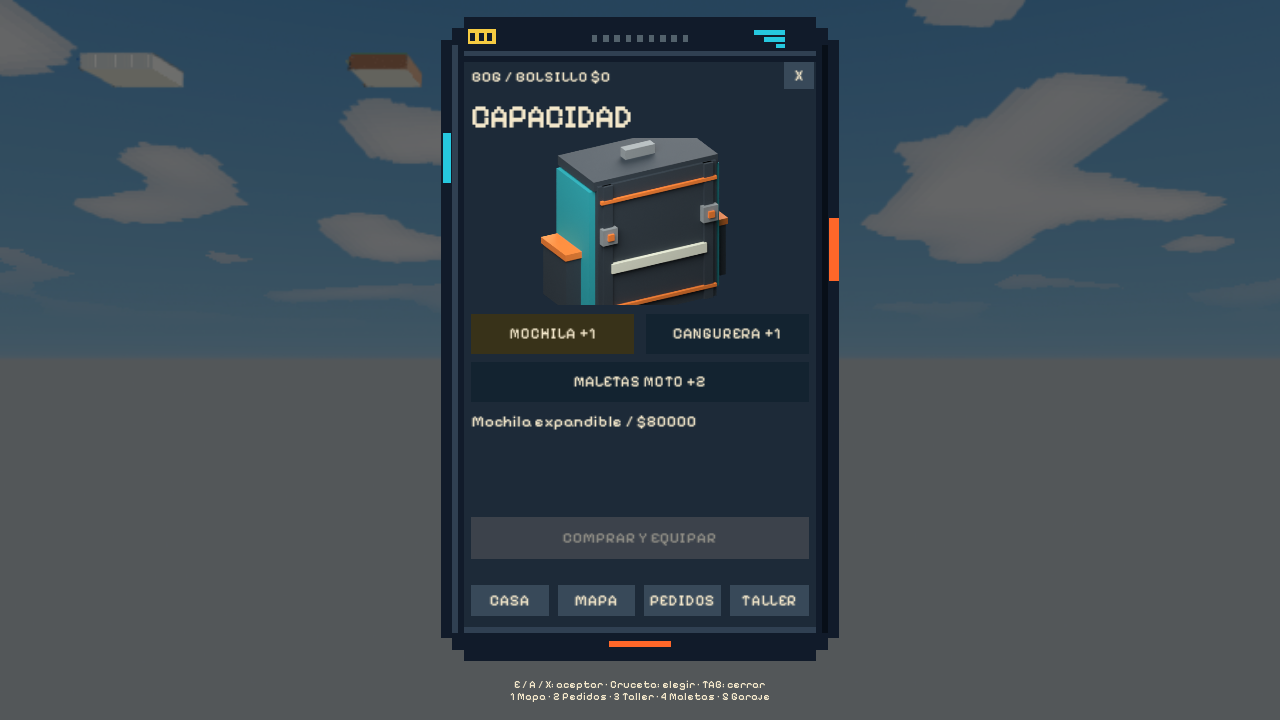 BOG / BOLSILLO $0
X
CAPACIDAD
MOCHILA +1
CANGURERA +1
MALETAS MOTO +2
Mochila expandible / $80000
COMPRAR Y EQUIPAR
CASA
MAPA
PEDIDOS
TALLER
E / A / X: aceptar · Cruceta: elegir · TAB: cerrar
1 Mapa · 2 Pedidos · 3 Taller · 4 Maletas · 5 Garaje